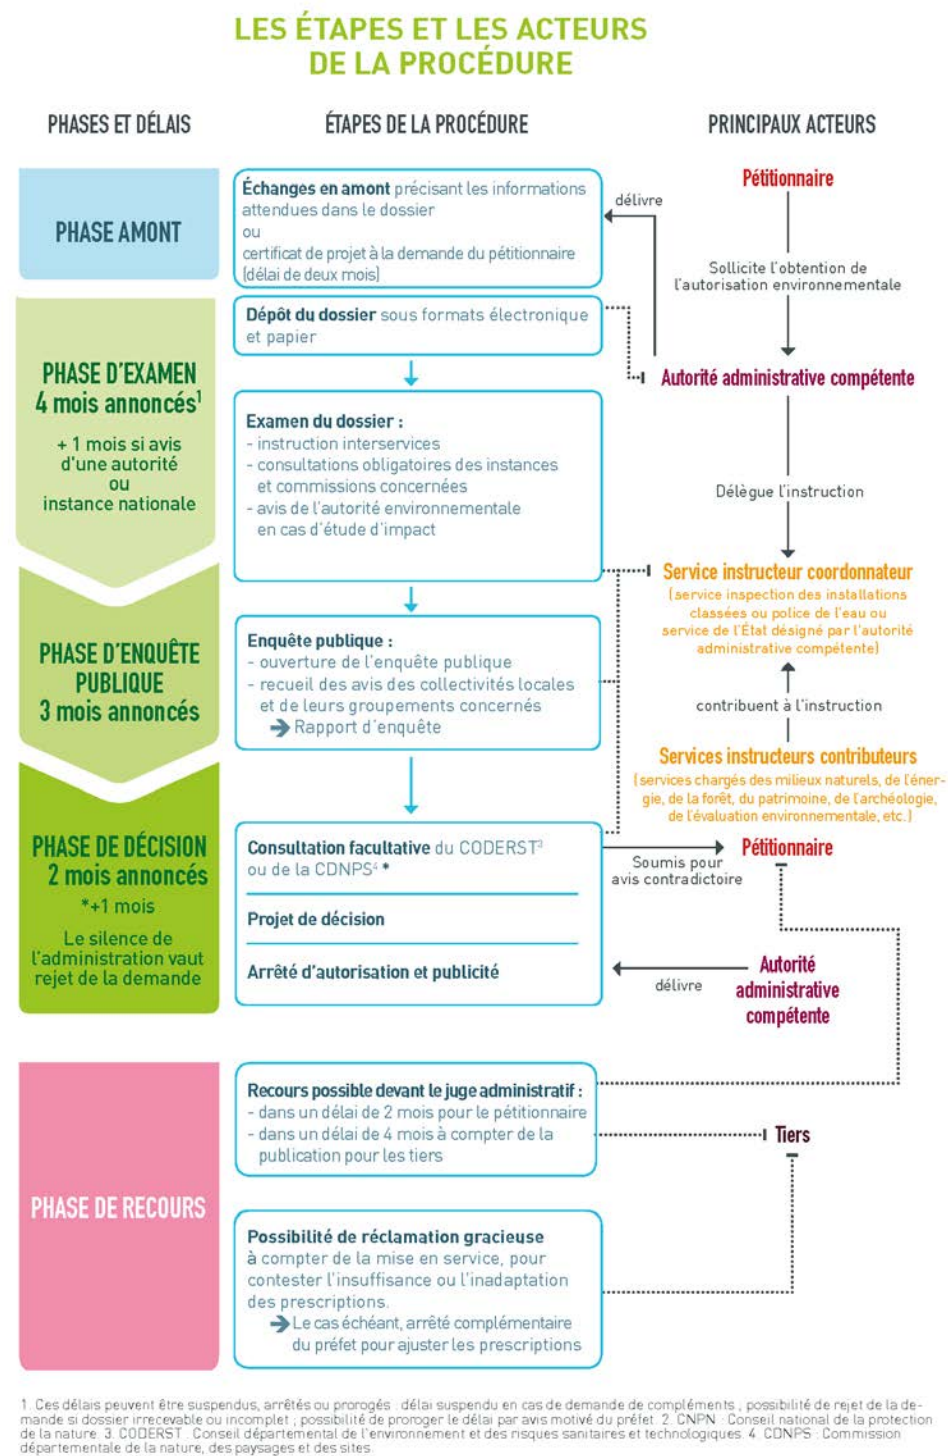 LES ÉTAPES ET LES ACTEURS
DE LA PROCÉDURE
PHASES ET DÉLAIS
ÉTAPES DE LA PROCÉDURE
PRINCIPAUX ACTEURS
PHASE AMONT
Échanges en amont précisant les informations
attendues dans le dossier
ou
certificat de projet à la demande du pétitionnaire
(délai de deux mois)
délivre
Pétitionnaire
Sollicite l'obtention de
l'autorisation environnementale
PHASE D'EXAMEN
4 mois annoncés¹
+ 1 mois si avis
d'une autorité
ou
instance nationale
Dépôt du dossier sous formats électronique
et papier
Autorité administrative compétente
Examen du dossier :
- instruction interservices
- consultations obligatoires des instances
et commissions concernées
- avis de l'autorité environnementale
en cas d'étude d'impact
Délègue l'instruction
Service instructeur coordonnateur
(service inspection des installations
classées ou police de l'eau ou
service de l'État désigné par l'autorité
administrative compétente)
PHASE D'ENQUÊTE
PUBLIQUE
3 mois annoncés
Enquête publique :
- ouverture de l'enquête publique
- recueil des avis des collectivités locales
et de leurs groupements concernés
➔ Rapport d'enquête
contribuent à l'instruction
Services instructeurs contributeurs
(services chargés des milieux naturels, de l'éner-
gie, de la forêt, du patrimoine, de l'archéologie,
de l'évaluation environnementale, etc.)
PHASE DE DÉCISION
2 mois annoncés
*+1 mois
Le silence de
l'administration vaut
rejet de la demande
Consultation facultative du CODERST³
ou de la CDNPS⁴ *
Projet de décision
Arrêté d'autorisation et publicité
Soumis pour
avis contradictoire
Pétitionnaire
délivre
Autorité
administrative
compétente
PHASE DE RECOURS
Recours possible devant le juge administratif :
- dans un délai de 2 mois pour le pétitionnaire
- dans un délai de 4 mois à compter de la
publication pour les tiers
Tiers
Possibilité de réclamation gracieuse
à compter de la mise en service, pour
contester l'insuffisance ou l'inadaptation
des prescriptions.
➔ Le cas échéant, arrêté complémentaire
du préfet pour ajuster les prescriptions
1. Ces délais peuvent être suspendus, arrêtés ou prorogés : délai suspendu en cas de demande de compléments ; possibilité de rejet de la de-
mande si dossier irrecevable ou incomplet ; possibilité de proroger le délai par avis motivé du préfet. 2. CNPN : Conseil national de la protection
de la nature. 3. CODERST : Conseil départemental de l'environnement et des risques sanitaires et technologiques. 4. CDNPS : Commission
départementale de la nature, des paysages et des sites.